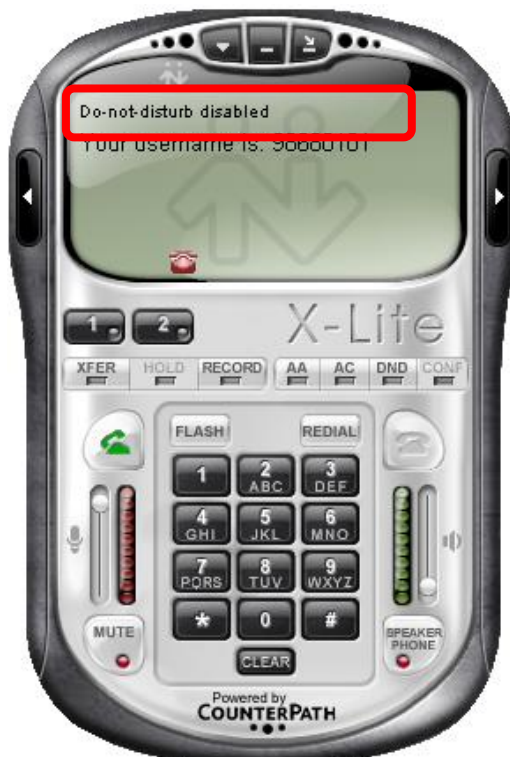 Do-not-disturb disabled
Your username is: 98660101
1 2
X-Lite
XFER HOLD RECORD AA AC DND CONF
FLASH REDIAL
1 2 ABC 3 DEF
4 GHI 5 JKL 6 MNO
7 PQRS 8 TUV 9 WXYZ
* 0 #
MUTE
SPEAKER PHONE
CLEAR
Powered by
COUNTERPATH